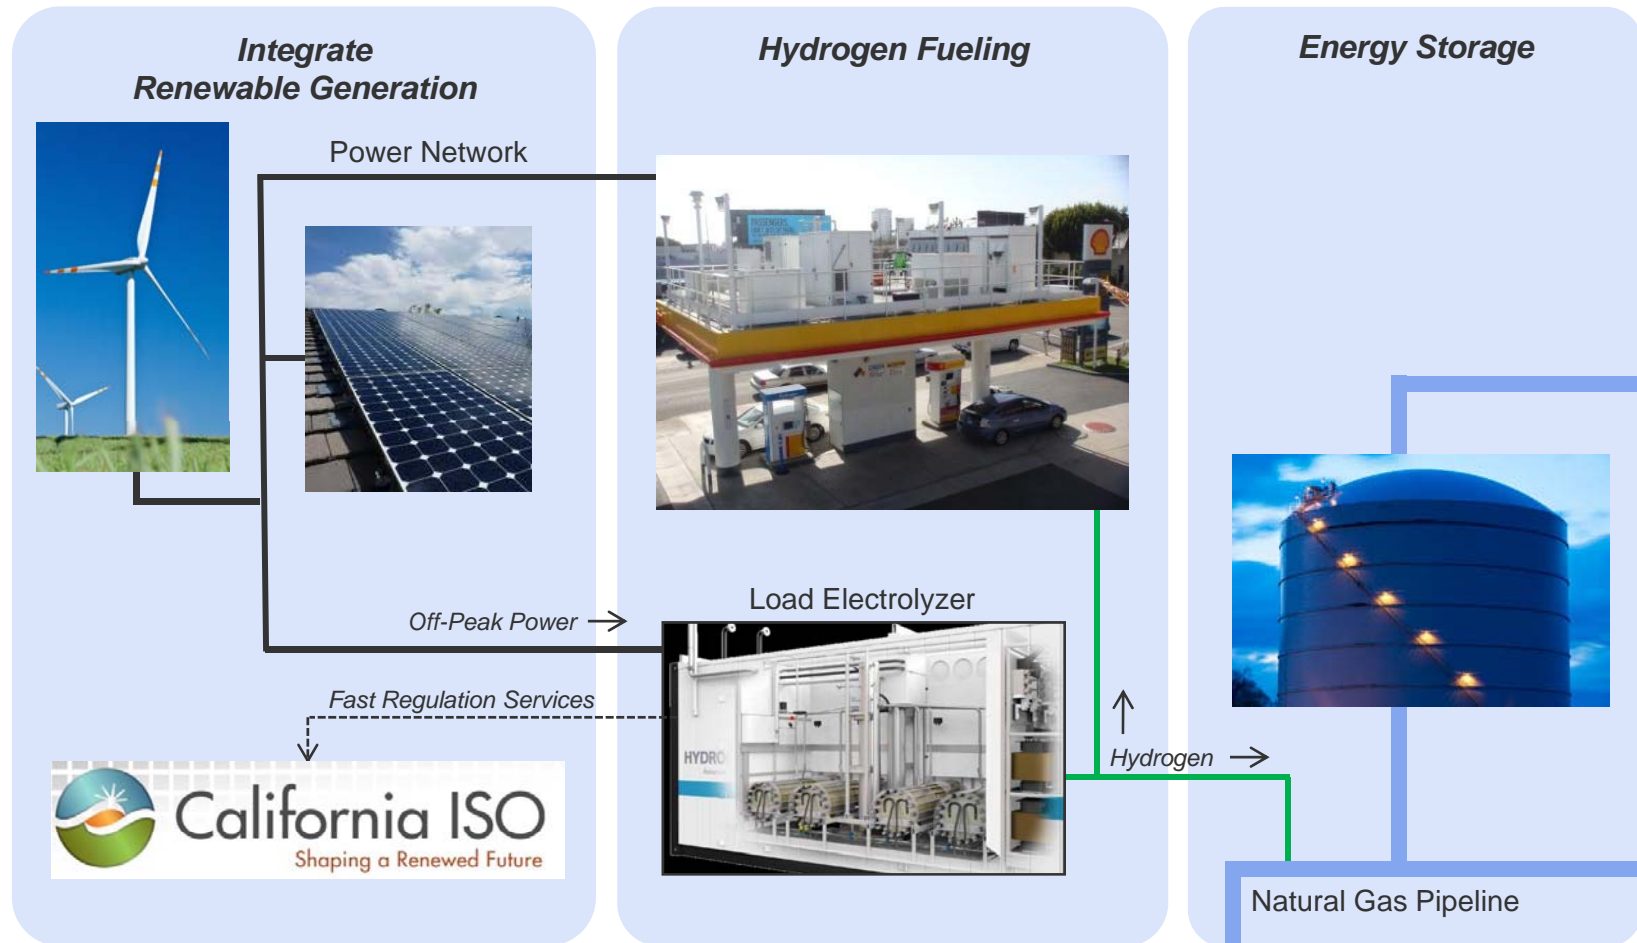 Integrate
Renewable Generation
Hydrogen Fueling
Energy Storage
Power Network
Load Electrolyzer
Off-Peak Power
Fast Regulation Services
HYDRO
Hydrogen
California ISO
Shaping a Renewed Future
Natural Gas Pipeline